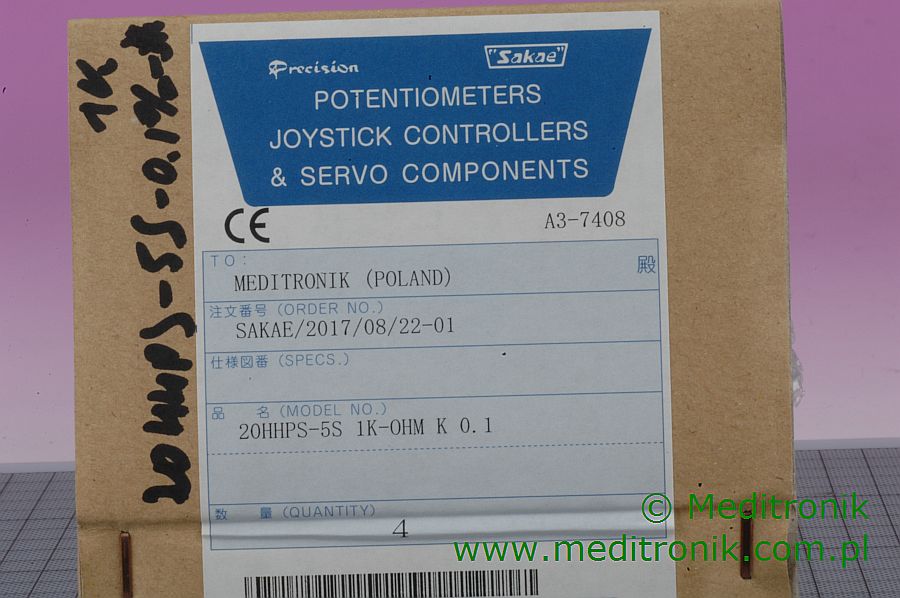 1K
20HHPS-5S-0.1%
Precision
"Sakae"
POTENTIOMETERS
JOYSTICK CONTROLLERS
& SERVO COMPONENTS
CE
A3-7408
TO:
MEDITRONIK (POLAND)
殿
注文番号 (ORDER NO.)
SAKAE/2017/08/22-01
仕様図番 (SPECS.)
品 名 (MODEL NO.)
20HHPS-5S 1K-OHM K 0.1
数 量 (QUANTITY)
4
© Meditronik
www.meditronik.com.pl